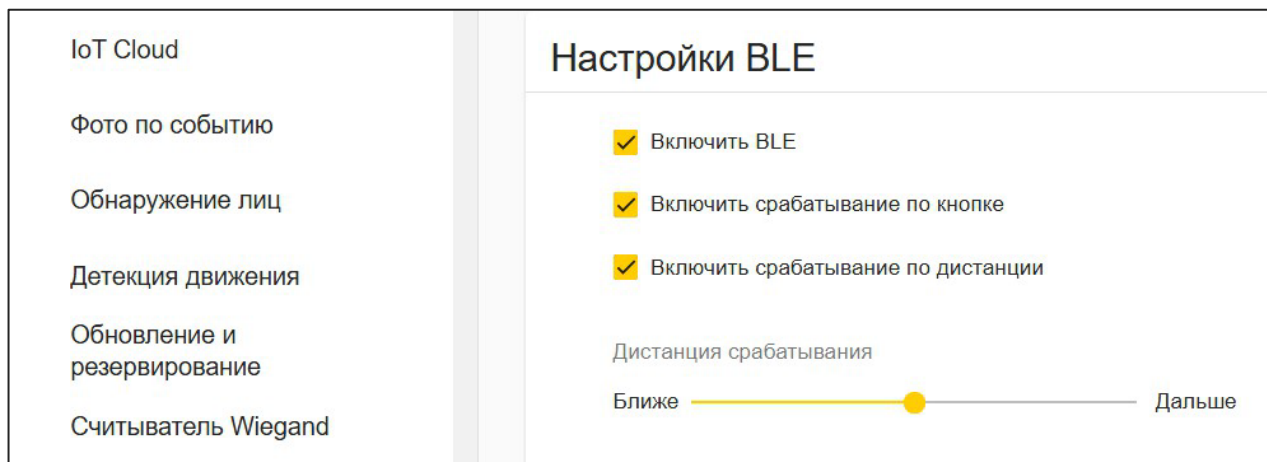 IoT Cloud
Фото по событию
Обнаружение лиц
Детекция движения
Обновление и
резервирование
Считыватель Wiegand
Настройки BLE
Включить BLE
Включить срабатывание по кнопке
Включить срабатывание по дистанции
Дистанция срабатывания
Ближе Дальше